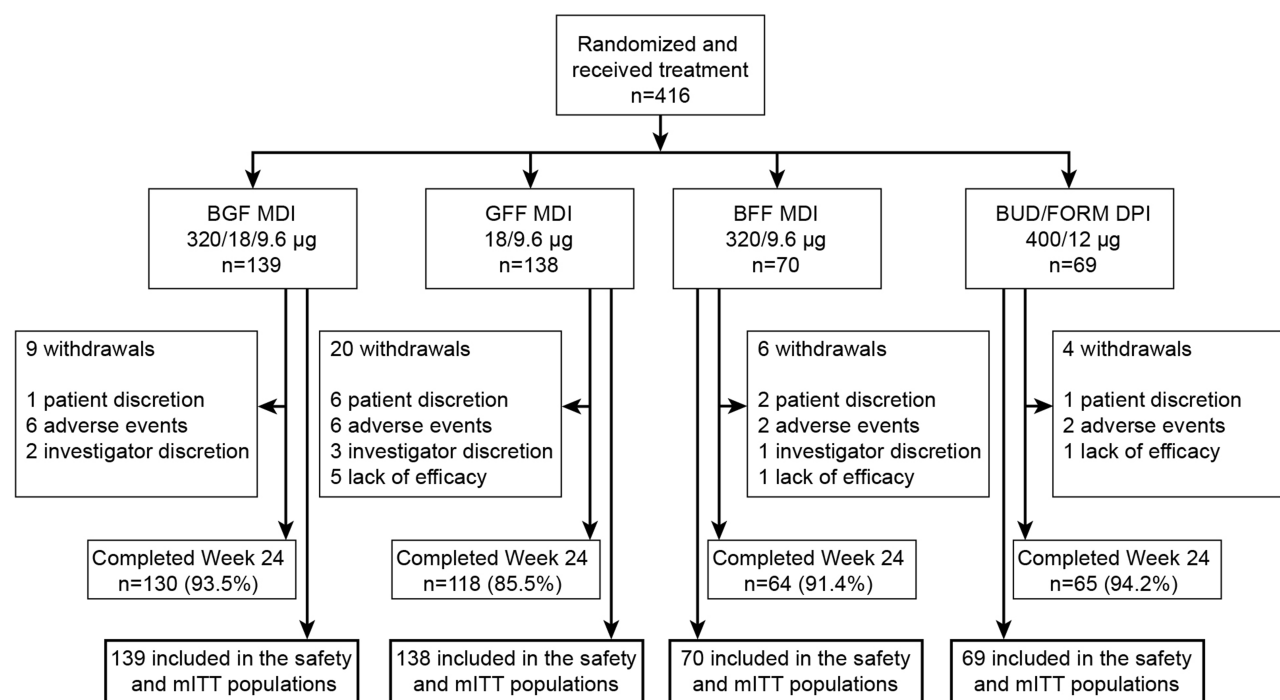 Randomized and
received treatment
n=416
BGF MDI
320/18/9.6 µg
n=139
GFF MDI
18/9.6 µg
n=138
BFF MDI
320/9.6 µg
n=70
BUD/FORM DPI
400/12 µg
n=69
9 withdrawals
1 patient discretion
6 adverse events
2 investigator discretion
20 withdrawals
6 patient discretion
6 adverse events
3 investigator discretion
5 lack of efficacy
6 withdrawals
2 patient discretion
2 adverse events
1 investigator discretion
1 lack of efficacy
4 withdrawals
1 patient discretion
2 adverse events
1 lack of efficacy
Completed Week 24
n=130 (93.5%)
Completed Week 24
n=118 (85.5%)
Completed Week 24
n=64 (91.4%)
Completed Week 24
n=65 (94.2%)
139 included in the safety
and mITT populations
138 included in the safety
and mITT populations
70 included in the safety
and mITT populations
69 included in the safety
and mITT populations